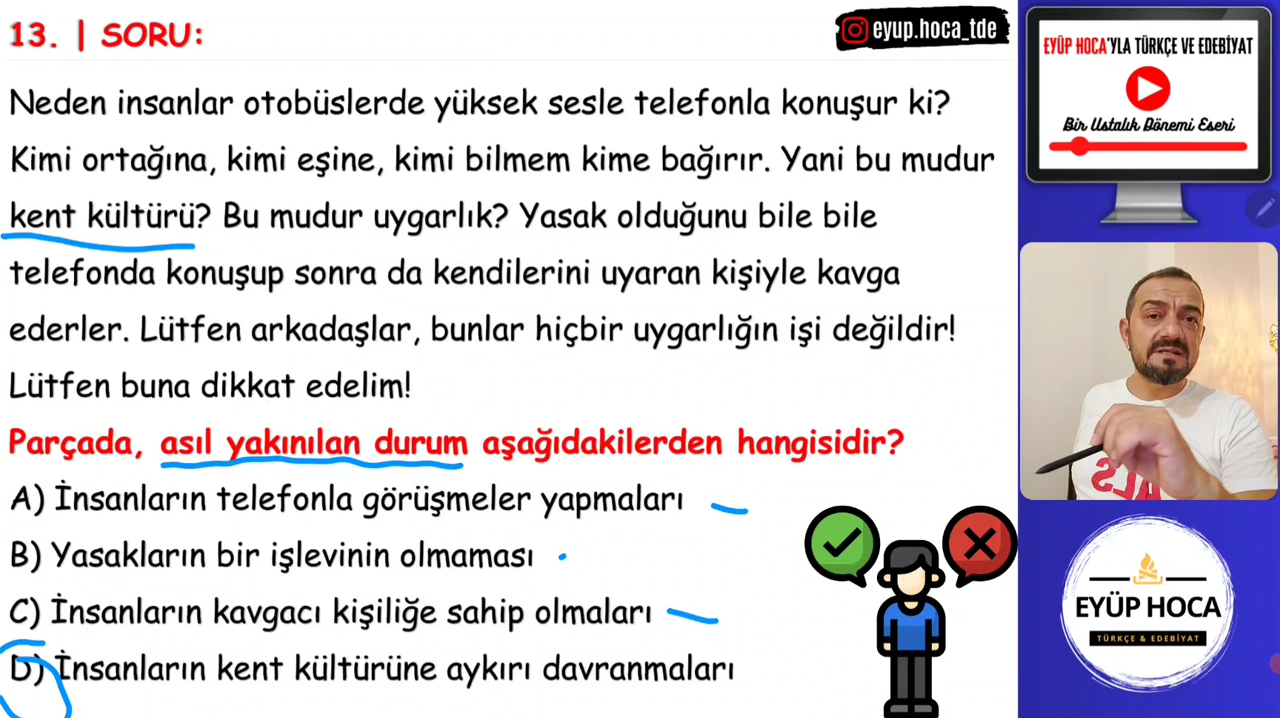 13. | SORU:
eyup.hoca_tde
Neden insanlar otobüslerde yüksek sesle telefonla konuşur ki?
Kimi ortağına, kimi eşine, kimi bilmem kime bağırır. Yani bu mudur
kent kültürü? Bu mudur uygarlık? Yasak olduğunu bile bile
telefonda konuşup sonra da kendilerini uyaran kişiyle kavga
ederler. Lütfen arkadaşlar, bunlar hiçbir uygarlığın işi değildir!
Lütfen buna dikkat edelim!
Parçada, asıl yakınılan durum aşağıdakilerden hangisidir?
A) İnsanların telefonla görüşmeler yapmaları
B) Yasakların bir işlevinin olmaması
C) İnsanların kavgacı kişiliğe sahip olmaları
D) İnsanların kent kültürüne aykırı davranmaları
EYÜP HOCA'YLA TÜRKÇE VE EDEBİYAT
Bir Ustalık Dönemi Eseri
EYÜP HOCA
TÜRKÇE & EDEBİYAT